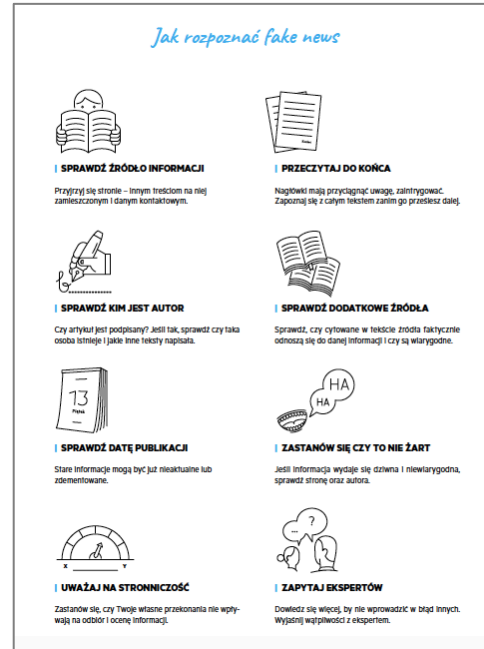 Jak rozpoznać fake news
SPRAWDŹ ŹRÓDŁO INFORMACJI
Przyjrzyj się stronie – innym treściom na niej
zamieszczonym i danym kontaktowym.
PRZECZYTAJ DO KOŃCA
Nagłówki mają przyciągnąć uwagę, zaintrygować.
Zapoznaj się z całym tekstem zanim go prześlesz dalej.
SPRAWDŹ KIM JEST AUTOR
Czy artykuł jest podpisany? Jeśli tak, sprawdź czy taka
osoba istnieje i jakie inne teksty napisała.
SPRAWDŹ DODATKOWE ŹRÓDŁA
Sprawdź, czy cytowane w tekście źródła faktycznie
odnoszą się do danej informacji i czy są wiarygodne.
13
Piątek
SPRAWDŹ DATĘ PUBLIKACJI
Stare informacje mogą być już nieaktualne lub
zdementowane.
HA
HA
ZASTANÓW SIĘ CZY TO NIE ŻART
Jeśli informacja wydaje się dziwna i niewiarygodna,
sprawdź stronę oraz autora.
X Y
UWAŻAJ NA STRONNICZOŚĆ
Zastanów się, czy Twoje własne przekonania nie wpły-
wają na odbiór i ocenę informacji.
... ?
ZAPYTAJ EKSPERTÓW
Dowiedz się więcej, by nie wprowadzić w błąd innych.
Wyjaśnij wątpliwości z ekspertem.